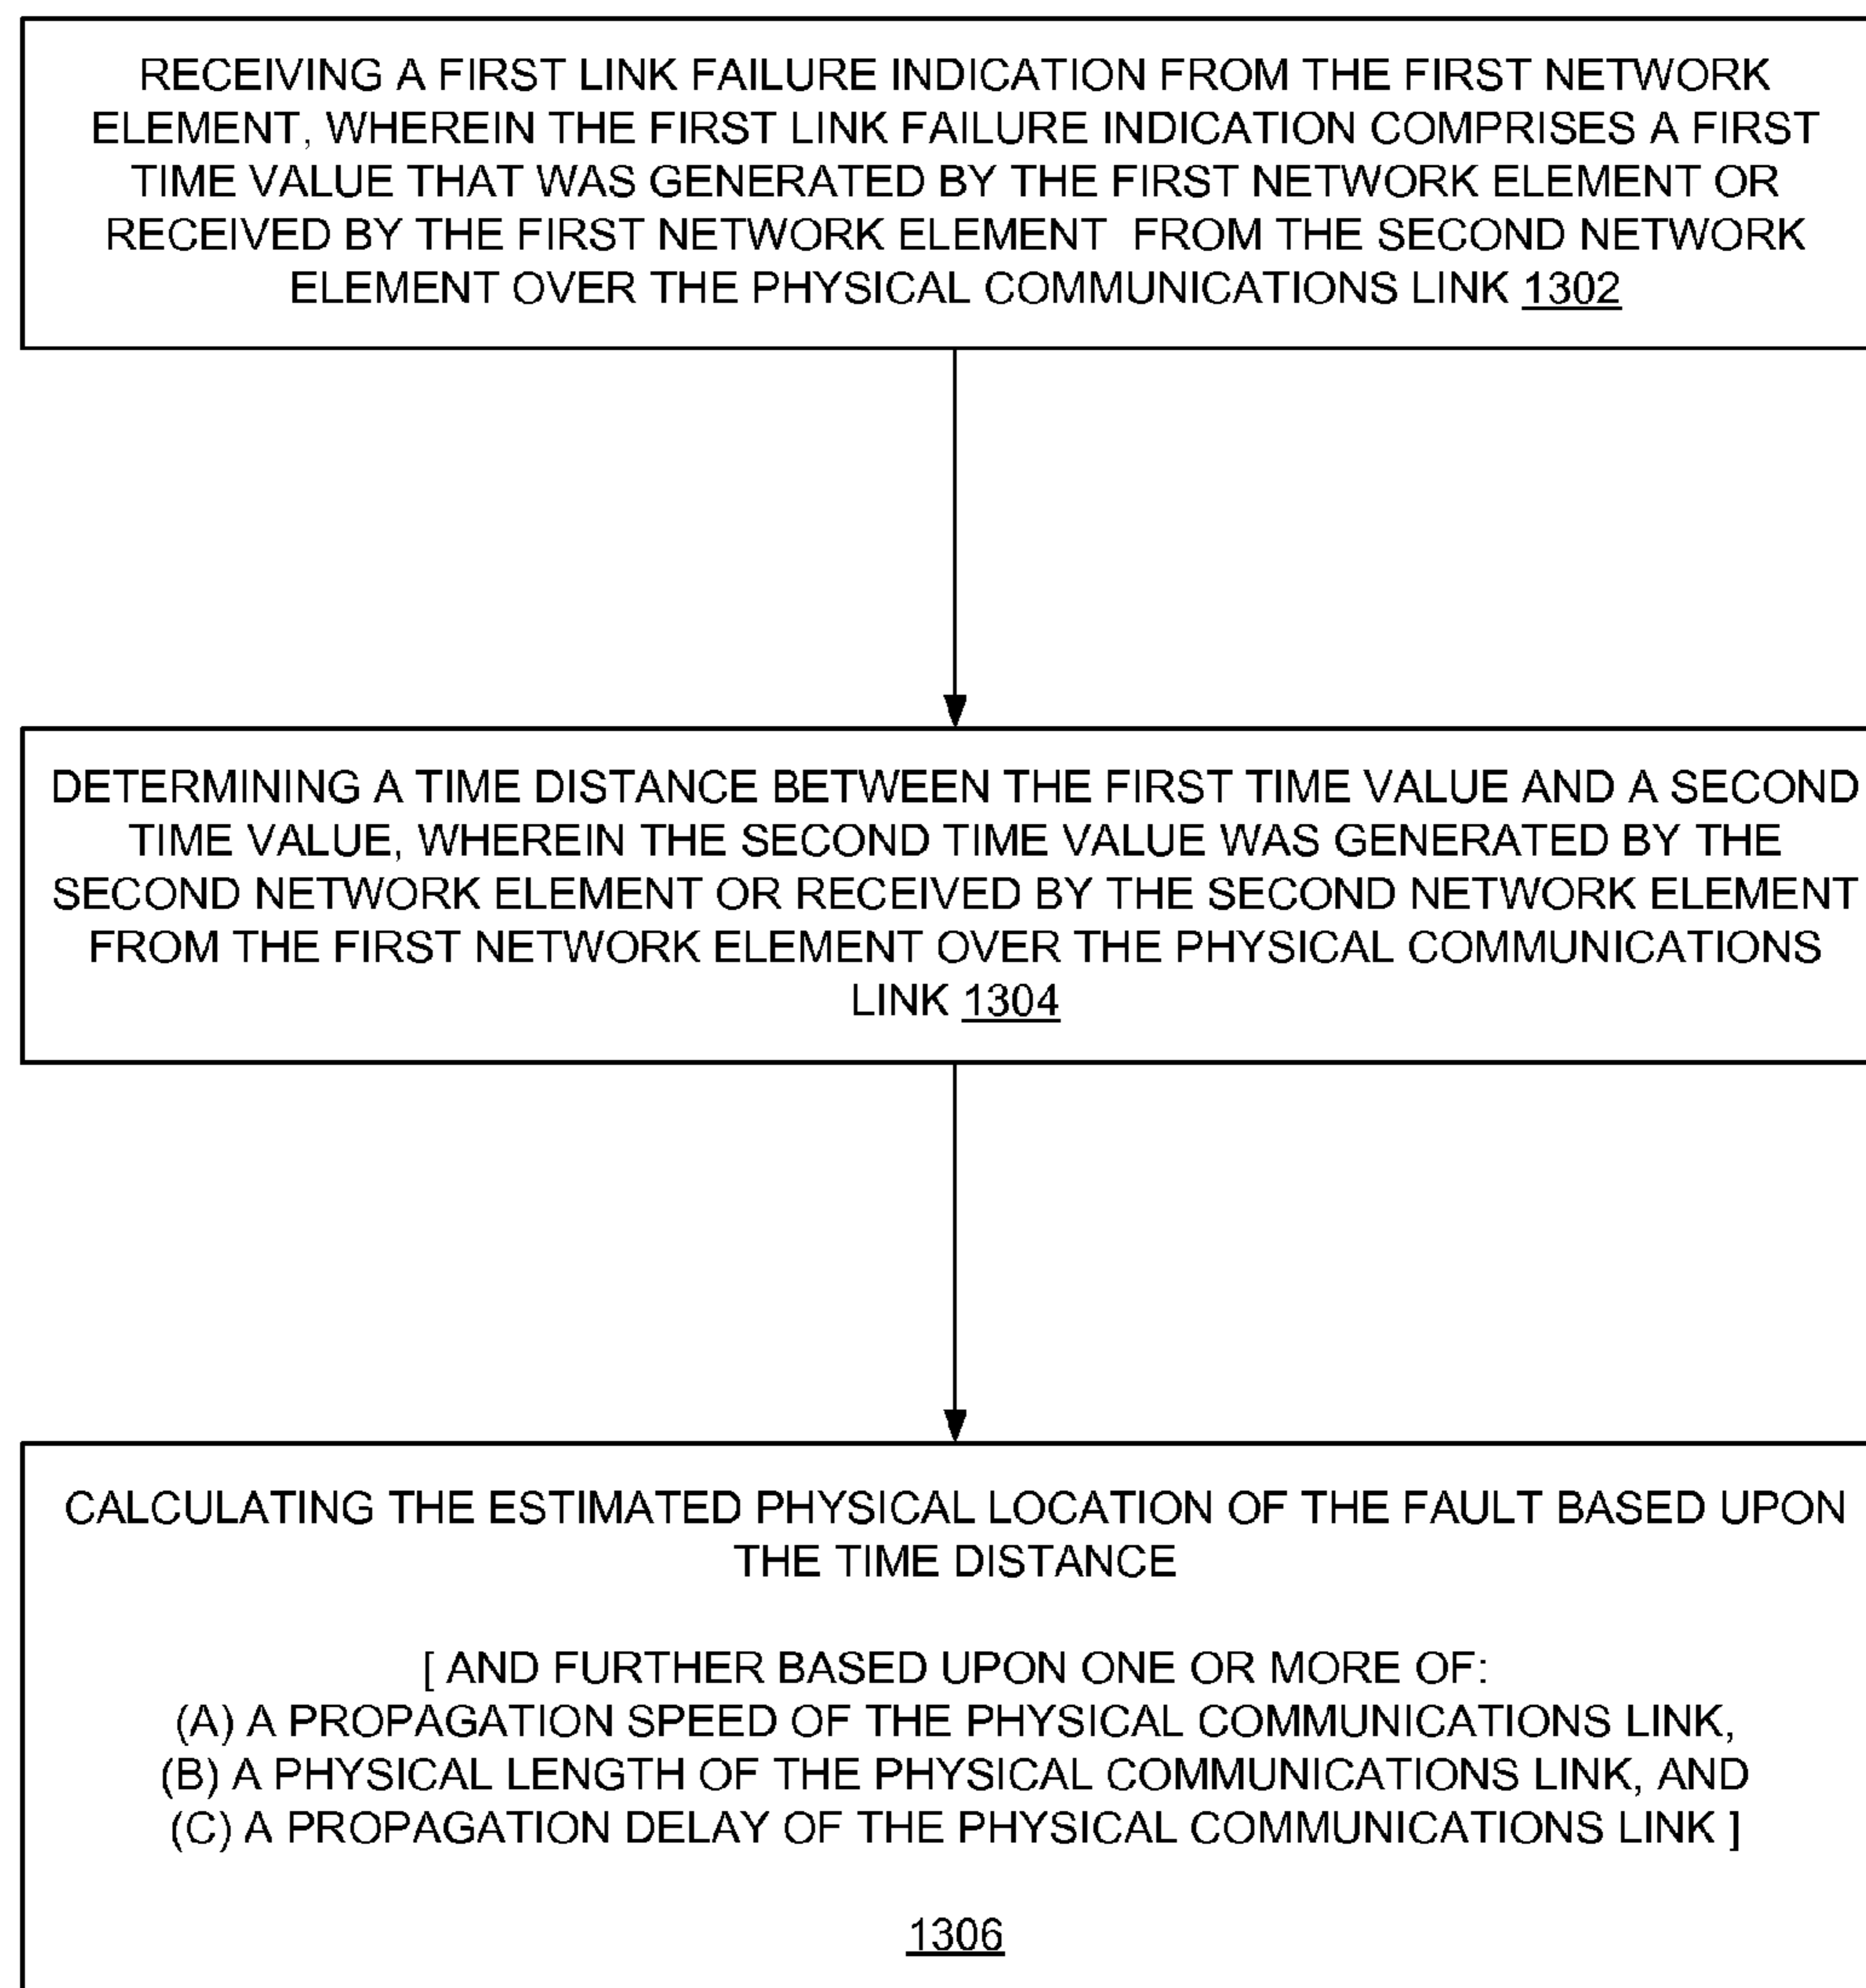 RECEIVING A FIRST LINK FAILURE INDICATION FROM THE FIRST NETWORK
ELEMENT, WHEREIN THE FIRST LINK FAILURE INDICATION COMPRISES A FIRST
TIME VALUE THAT WAS GENERATED BY THE FIRST NETWORK ELEMENT OR
RECEIVED BY THE FIRST NETWORK ELEMENT FROM THE SECOND NETWORK
ELEMENT OVER THE PHYSICAL COMMUNICATIONS LINK 1302
DETERMINING A TIME DISTANCE BETWEEN THE FIRST TIME VALUE AND A SECOND
TIME VALUE, WHEREIN THE SECOND TIME VALUE WAS GENERATED BY THE
SECOND NETWORK ELEMENT OR RECEIVED BY THE SECOND NETWORK ELEMENT
FROM THE FIRST NETWORK ELEMENT OVER THE PHYSICAL COMMUNICATIONS
LINK 1304
CALCULATING THE ESTIMATED PHYSICAL LOCATION OF THE FAULT BASED UPON
THE TIME DISTANCE
[ AND FURTHER BASED UPON ONE OR MORE OF:
(A) A PROPAGATION SPEED OF THE PHYSICAL COMMUNICATIONS LINK,
(B) A PHYSICAL LENGTH OF THE PHYSICAL COMMUNICATIONS LINK, AND
(C) A PROPAGATION DELAY OF THE PHYSICAL COMMUNICATIONS LINK ]
1306